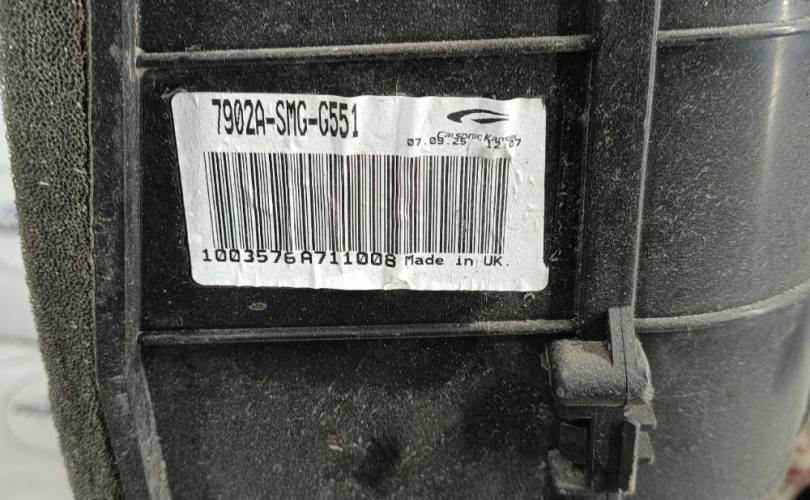 7902A-SMG-G551
Calsonic Kansei
07.09.25 12:07
1003576A711008 Made in UK.